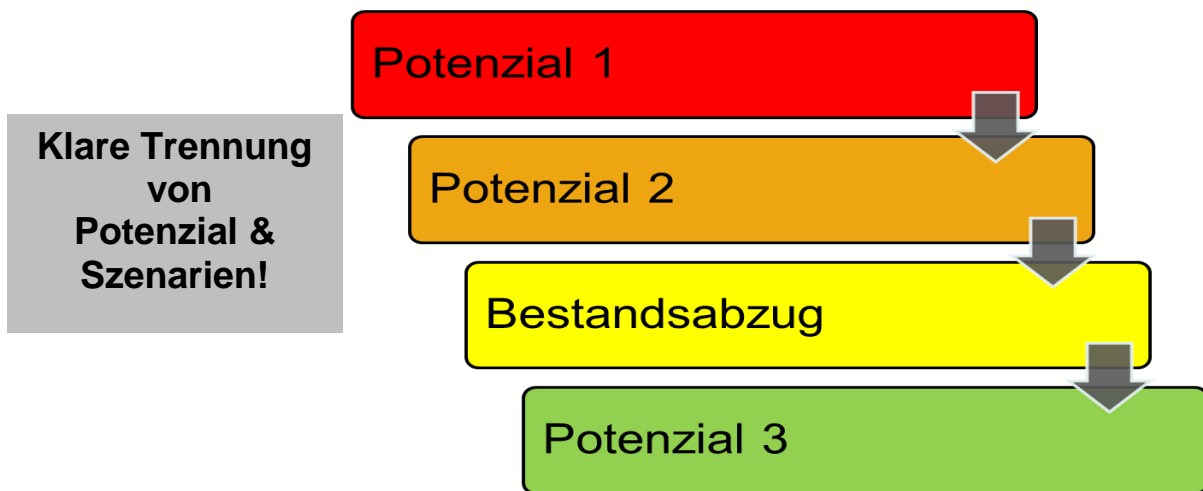 Potenzial 1
Klare Trennung
von
Potenzial &
Szenarien!
Potenzial 2
Bestandsabzug
Potenzial 3